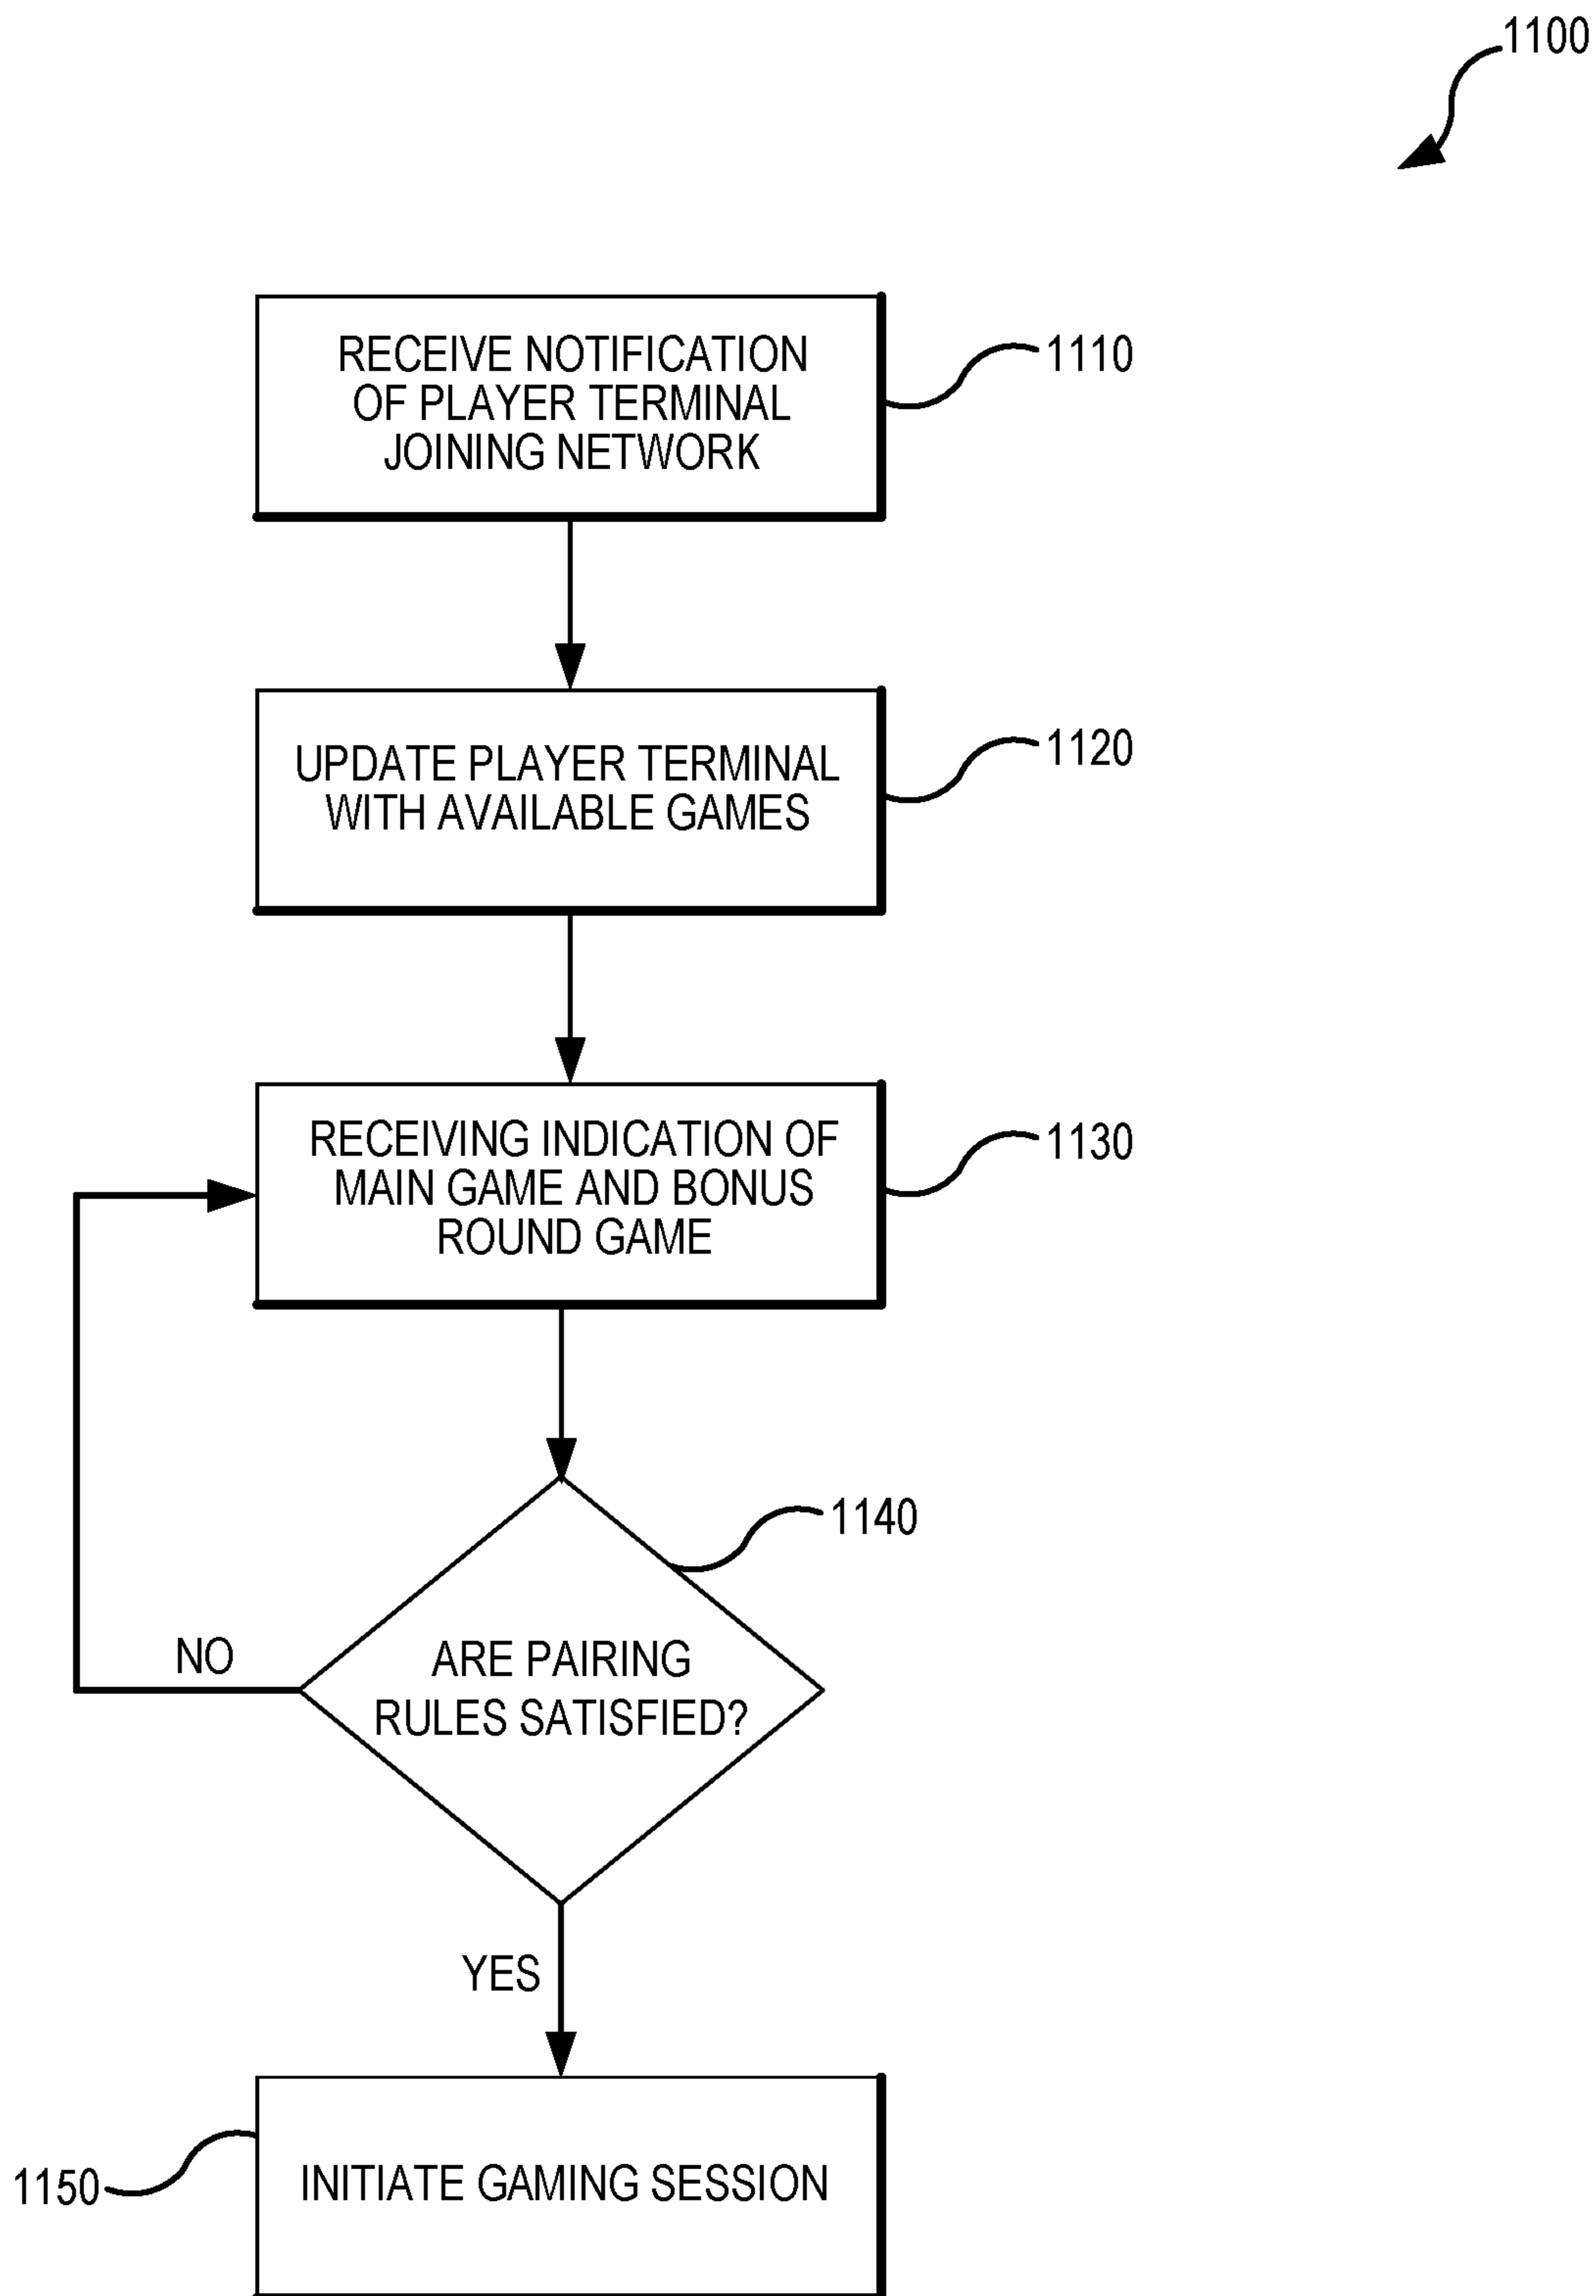 1100
RECEIVE NOTIFICATION
OF PLAYER TERMINAL
JOINING NETWORK
1110
UPDATE PLAYER TERMINAL
WITH AVAILABLE GAMES
1120
RECEIVING INDICATION OF
MAIN GAME AND BONUS
ROUND GAME
1130
1140
ARE PAIRING
RULES SATISFIED?
NO
YES
1150
INITIATE GAMING SESSION